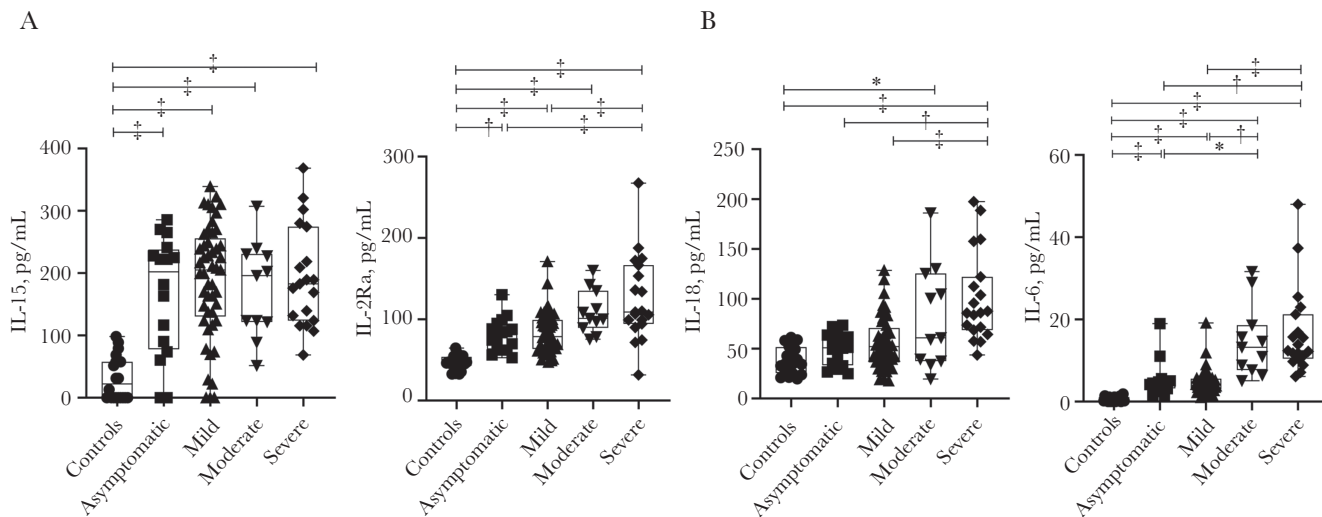 A
B
‡
‡
‡
‡
IL-15, pg/mL
400
300
200
100
0
Controls
Asymptomatic
Mild
Moderate
Severe
‡
‡
‡ ‡
† ‡
IL-2Ra, pg/mL
300
200
100
0
Controls
Asymptomatic
Mild
Moderate
Severe
*
‡
†
‡
IL-18, pg/mL
250
200
150
100
50
0
Controls
Asymptomatic
Mild
Moderate
Severe
‡
†
‡
‡
‡ †
‡ *
IL-6, pg/mL
60
40
20
0
Controls
Asymptomatic
Mild
Moderate
Severe